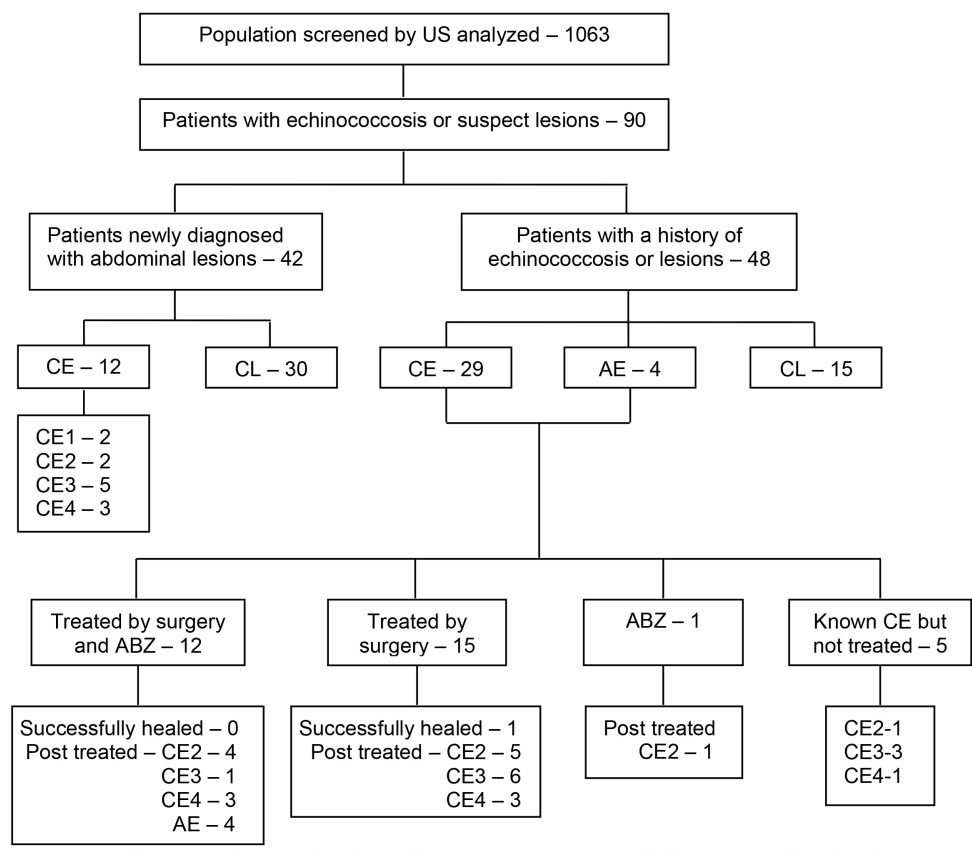 Population screened by US analyzed – 1063
Patients with echinococcosis or suspect lesions – 90
Patients newly diagnosed
with abdominal lesions – 42
Patients with a history of
echinococcosis or lesions – 48
CE – 12
CL – 30
CE – 29
AE – 4
CL – 15
CE1 – 2
CE2 – 2
CE3 – 5
CE4 – 3
Treated by surgery
and ABZ – 12
Treated by
surgery – 15
ABZ – 1
Known CE but
not treated – 5
Successfully healed – 0
Post treated – CE2 – 4
CE3 – 1
CE4 – 3
AE – 4
Successfully healed – 1
Post treated – CE2 – 5
CE3 – 6
CE4 – 3
Post treated
CE2 – 1
CE2-1
CE3-3
CE4-1